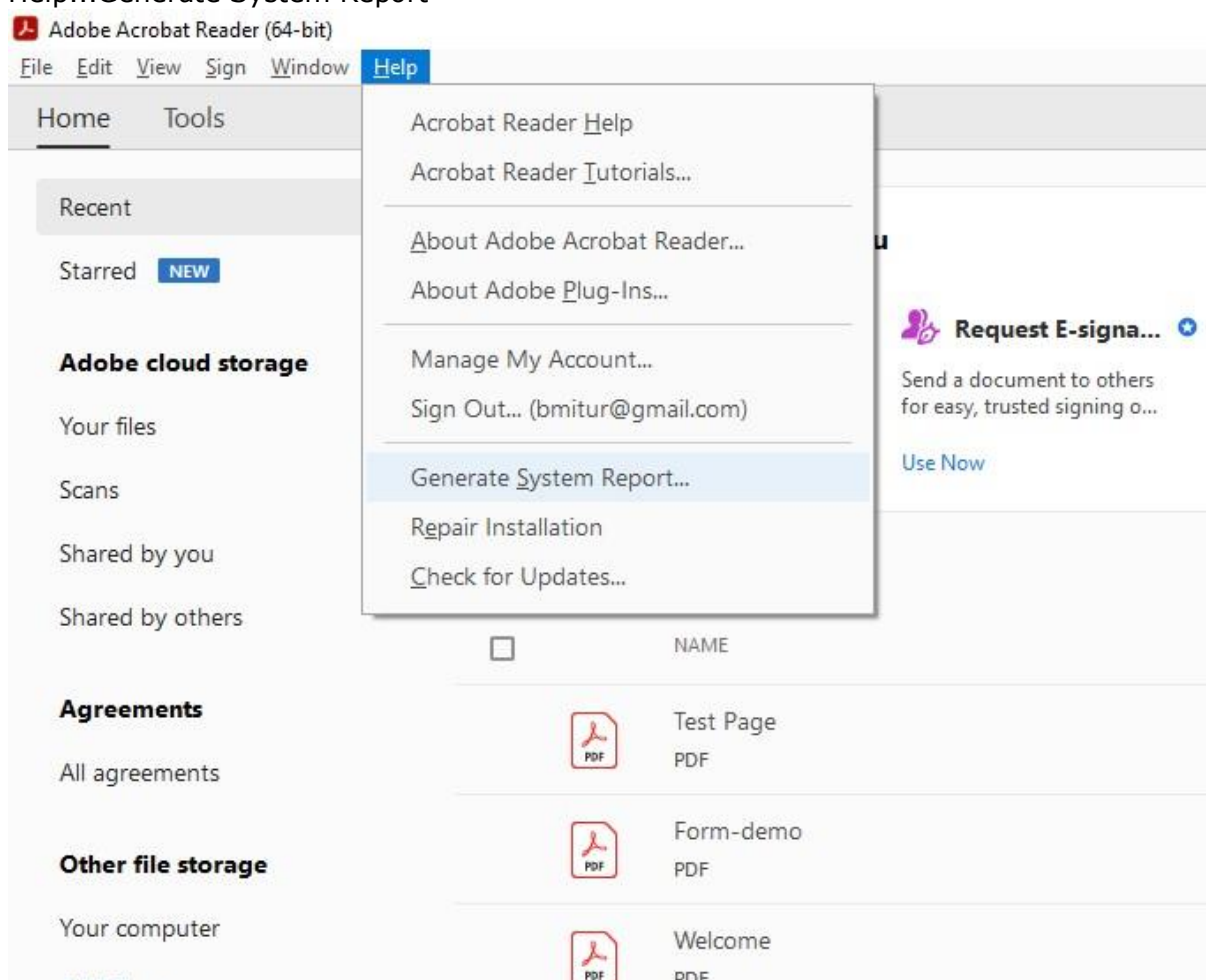 Help...Generate System Report
Adobe Acrobat Reader (64-bit)
File Edit View Sign Window Help
Home Tools
Acrobat Reader Help
Acrobat Reader Tutorials...
About Adobe Acrobat Reader...
About Adobe Plug-Ins...
Manage My Account...
Sign Out... (bmitur@gmail.com)
Generate System Report...
Repair Installation
Check for Updates...
Recent
Starred NEW
Adobe cloud storage
Your files
Scans
Shared by you
Shared by others
Agreements
All agreements
Other file storage
Your computer
u
Request E-signa...
Send a document to others
for easy, trusted signing o...
Use Now
NAME
Test Page
PDF
PDF
Form-demo
PDF
PDF
Welcome
PDF
PDF